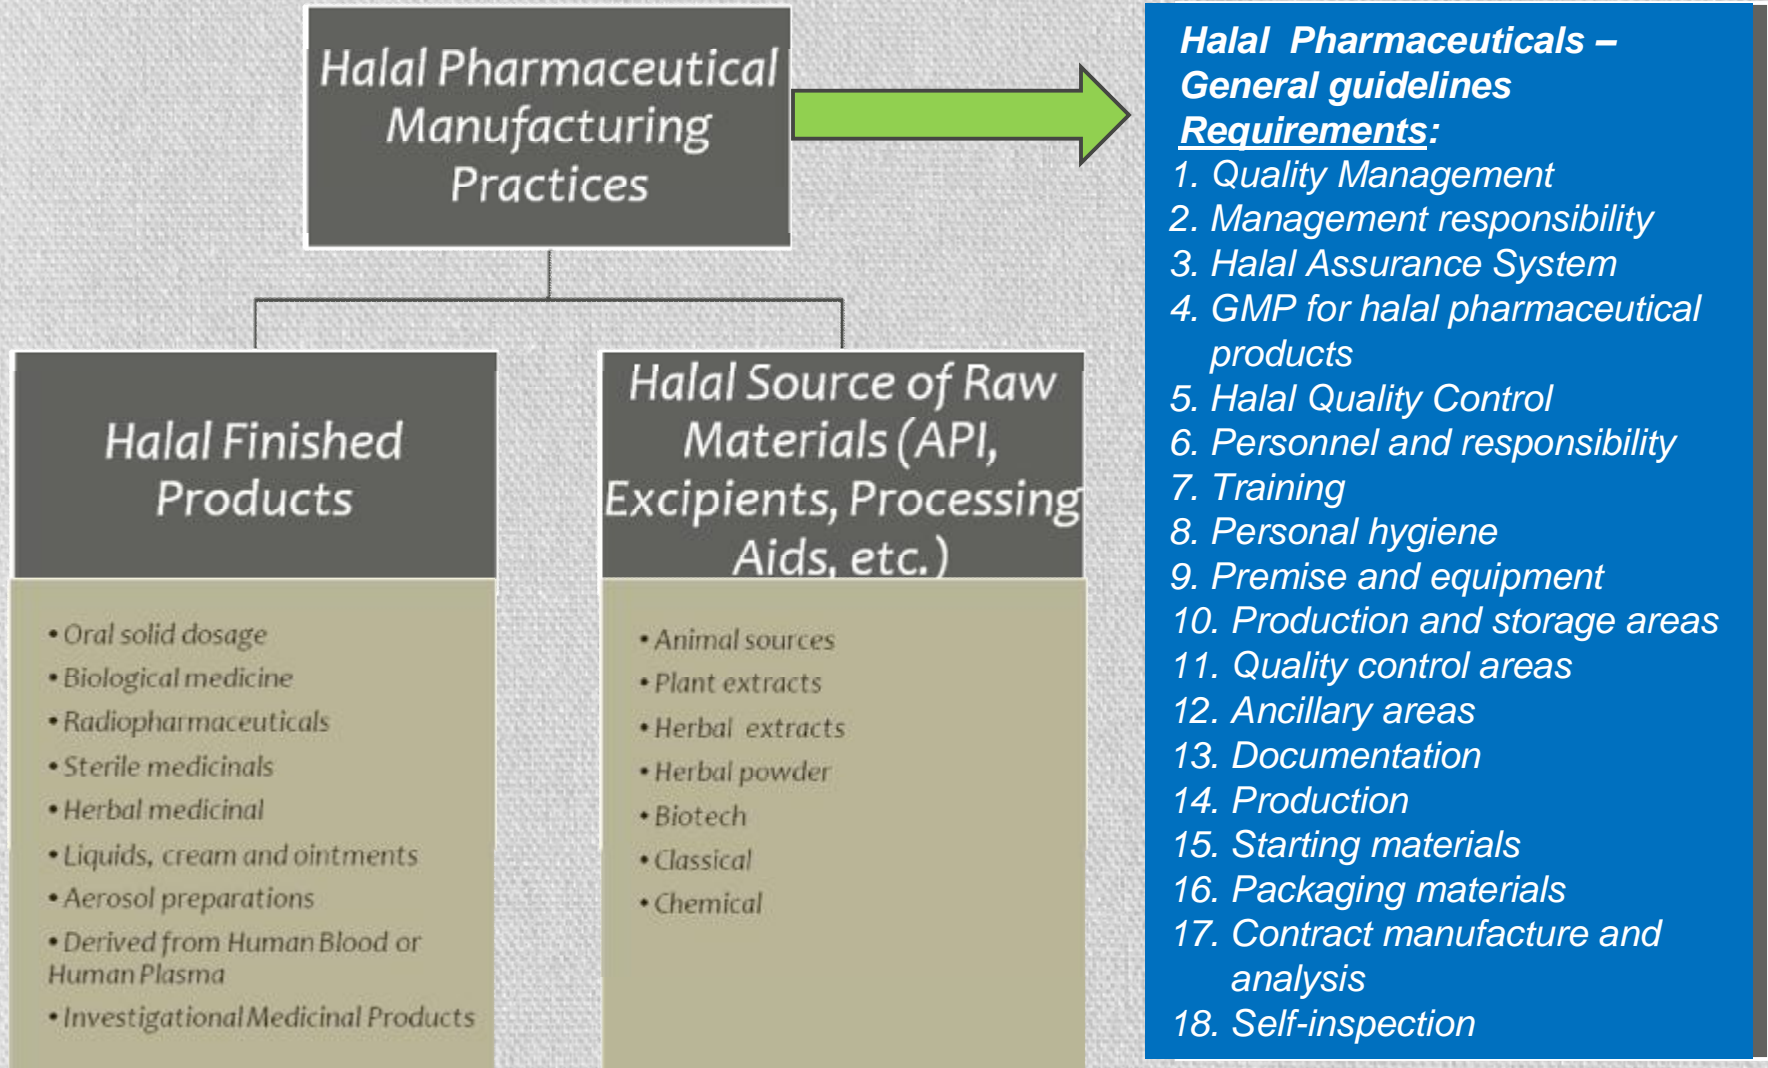 Halal Pharmaceutical
Manufacturing
Practices
Halal Finished
Products
• Oral solid dosage
• Biological medicine
• Radiopharmaceuticals
• Sterile medicinals
• Herbal medicinal
• Liquids, cream and ointments
• Aerosol preparations
• Derived from Human Blood or
Human Plasma
• Investigational Medicinal Products
Halal Source of Raw
Materials (API,
Excipients, Processing
Aids, etc.)
• Animal sources
• Plant extracts
• Herbal extracts
• Herbal powder
• Biotech
• Classical
• Chemical
Halal Pharmaceuticals –
General guidelines
Requirements:
1. Quality Management
2. Management responsibility
3. Halal Assurance System
4. GMP for halal pharmaceutical
products
5. Halal Quality Control
6. Personnel and responsibility
7. Training
8. Personal hygiene
9. Premise and equipment
10. Production and storage areas
11. Quality control areas
12. Ancillary areas
13. Documentation
14. Production
15. Starting materials
16. Packaging materials
17. Contract manufacture and
analysis
18. Self-inspection